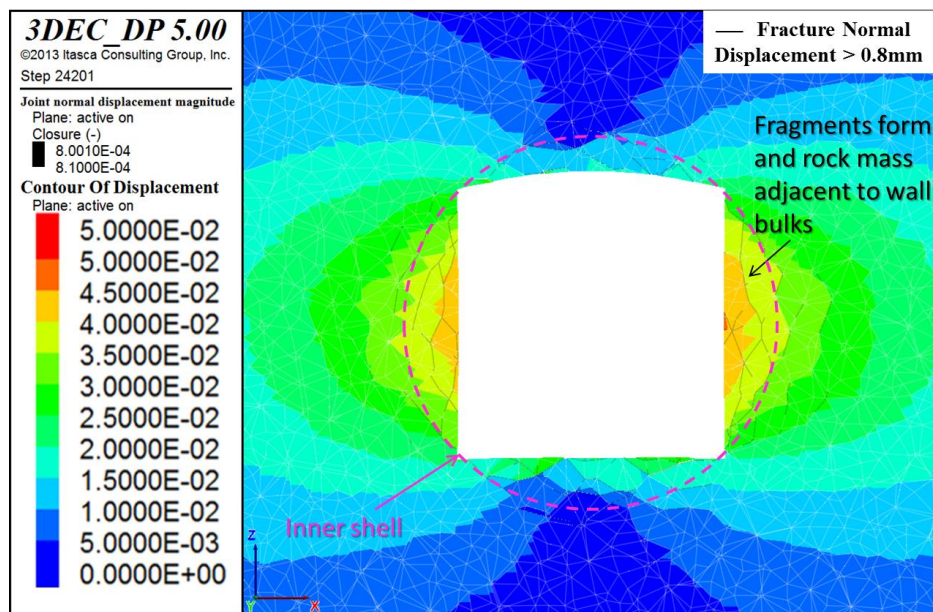 3DEC_DP 5.00
©2013 Itasca Consulting Group, Inc.
Step 24201
Joint normal displacement magnitude
Plane: active on
Closure (-)
8.0010E-04
8.1000E-04
Contour Of Displacement
Plane: active on
5.0000E-02
5.0000E-02
4.5000E-02
4.0000E-02
3.5000E-02
3.0000E-02
2.5000E-02
2.0000E-02
1.5000E-02
1.0000E-02
5.0000E-03
0.0000E+00
— Fracture Normal
Displacement > 0.8mm
Fragments form
and rock mass
adjacent to wall
bulks
Inner shell
Z
Y
X